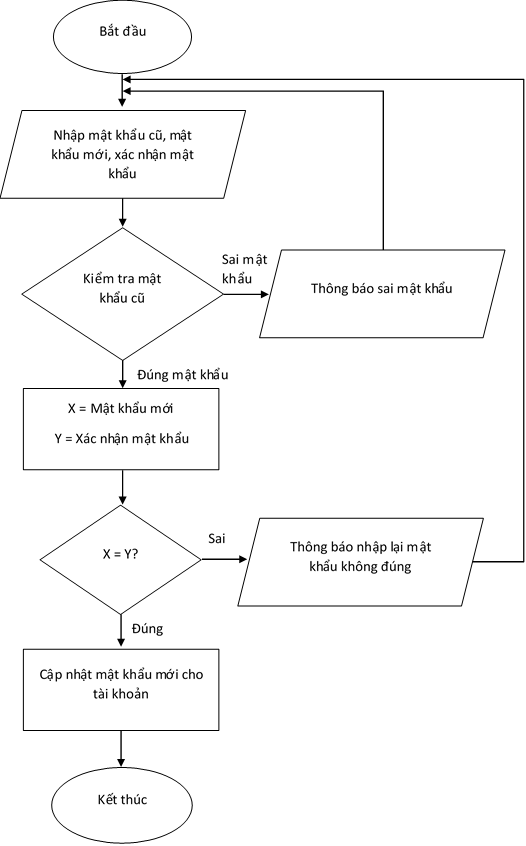 Bắt đầu
Nhập mật khẩu cũ, mật
khẩu mới, xác nhận mật
khẩu
Kiểm tra mật
khẩu cũ
Sai mật
khẩu
Thông báo sai mật khẩu
Đúng mật khẩu
X = Mật khẩu mới
Y = Xác nhận mật khẩu
X = Y?
Sai
Thông báo nhập lại mật
khẩu không đúng
Đúng
Cập nhật mật khẩu mới cho
tài khoản
Kết thúc